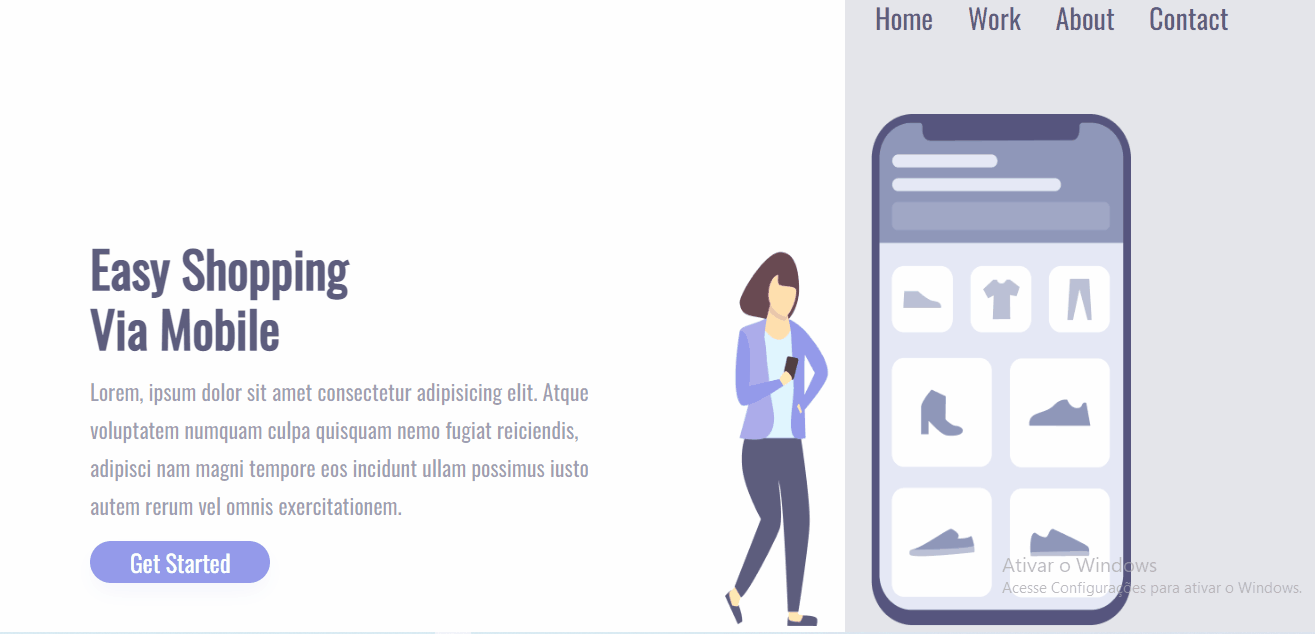 Home Work About Contact
Easy Shopping
Via Mobile
Lorem, ipsum dolor sit amet consectetur adipisicing elit. Atque
voluptatem numquam culpa quisquam nemo fugiat reiciendis,
adipisci nam magni tempore eos incidunt ullam possimus iusto
autem rerum vel omnis exercitationem.
Get Started
Ativar o Windows
Acesse Configurações para ativar o Windows.